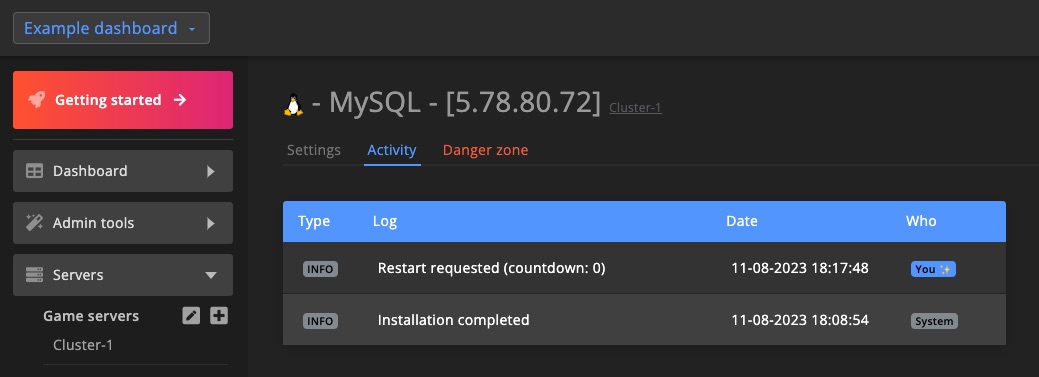 Example dashboard
Getting started →
- MySQL - [5.78.80.72] Cluster-1
Settings Activity Danger zone
Dashboard
Admin tools
Servers
Game servers
Cluster-1
Type Log Date Who
INFO Restart requested (countdown: 0) 11-08-2023 18:17:48 You ✨
INFO Installation completed 11-08-2023 18:08:54 System